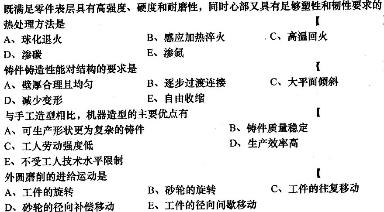 既满足零件表层具有高强度、硬度和耐磨性，同时心部又具有足够塑性和韧性要求的
热处理方法是 【
A、球化退火 B、感应加热淬火 C、高温回火
D、渗碳 E、渗氮
铸件铸造性能对结构的要求是 【
A、壁厚合理且均匀 B、逐步过渡连接 C、大平面倾斜
D、减少变形 E、自由收缩
与手工造型相比，机器造型的主要优点有 【
A、可生产形状更为复杂的铸件 B、铸件质量稳定
C、工人劳动强度低 D、生产效率高
E、不受工人技术水平限制
外圆磨削的进给运动是 【
A、工件的旋转 B、砂轮的旋转 C、工件的往复移动
D、砂轮的径向补偿移动 E、工件的径向间歇移动